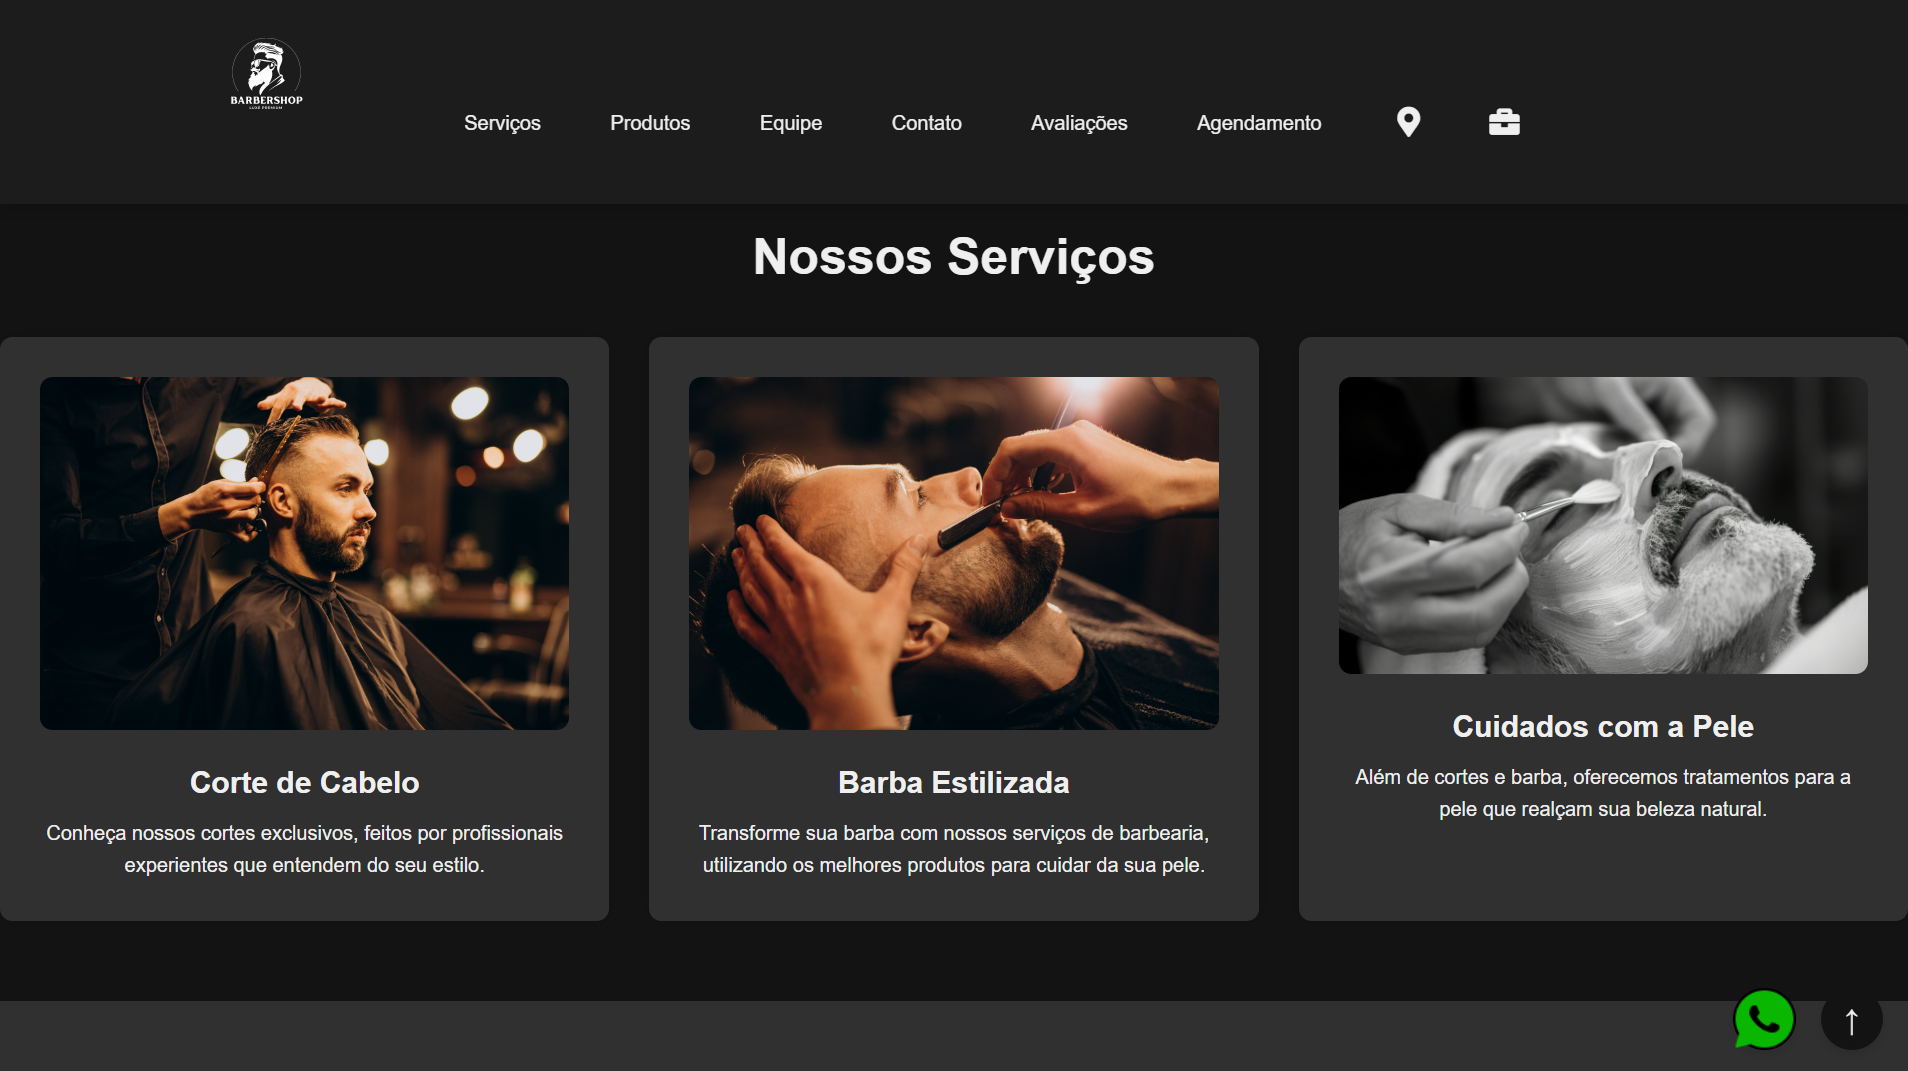 BARBERSHOP
LUXE PREMIUM
Serviços
Produtos
Equipe
Contato
Avaliações
Agendamento
Nossos Serviços
Corte de Cabelo
Conheça nossos cortes exclusivos, feitos por profissionais
experientes que entendem do seu estilo.
Barba Estilizada
Transforme sua barba com nossos serviços de barbearia,
utilizando os melhores produtos para cuidar da sua pele.
Cuidados com a Pele
Além de cortes e barba, oferecemos tratamentos para a
pele que realçam sua beleza natural.
↑